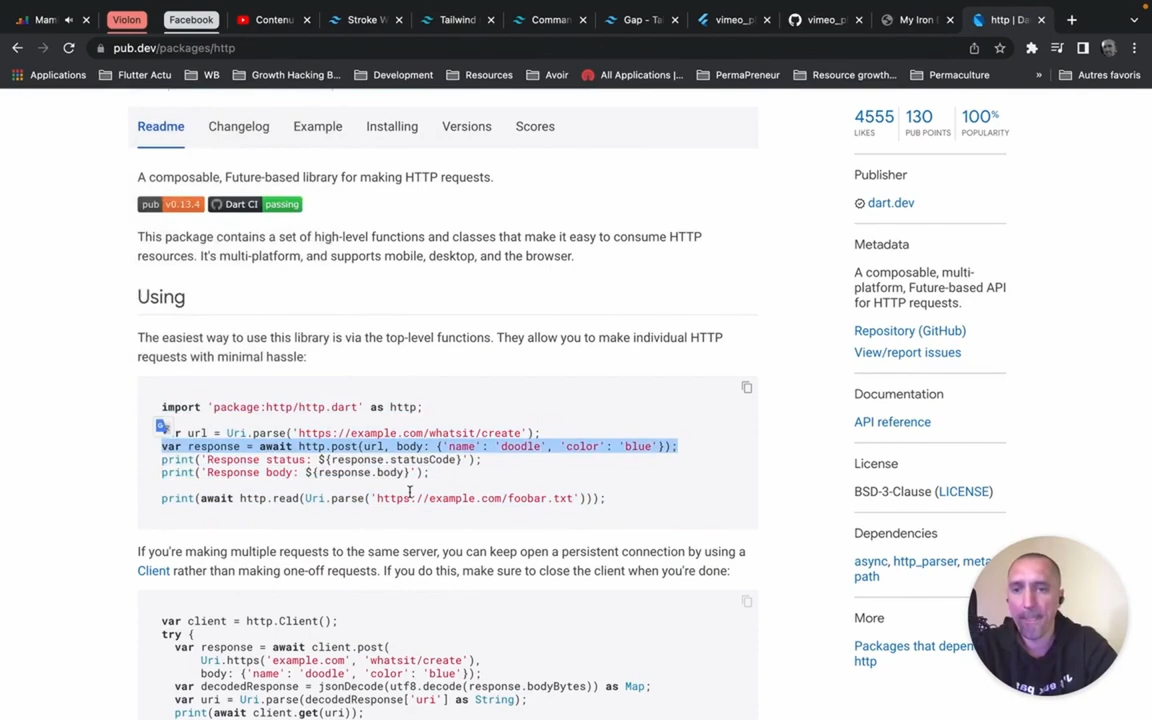 Mam
Violon
Facebook
Contenu
Stroke W
Tailwind
Comman
Gap - Tai
vimeo_pl
vimeo_pl
My Iron
http | Da
pub.dev/packages/http
Applications
Flutter Actu
WB
Growth Hacking B...
Development
Resources
Avoir
All Applications |...
PermaPreneur
Resource growth...
Permaculture
»
Autres favoris
Readme
Changelog
Example
Installing
Versions
Scores
A composable, Future-based library for making HTTP requests.
pub v0.13.4
Dart CI passing
This package contains a set of high-level functions and classes that make it easy to consume HTTP
resources. It's multi-platform, and supports mobile, desktop, and the browser.
Using
The easiest way to use this library is via the top-level functions. They allow you to make individual HTTP
requests with minimal hassle:
import 'package:http/http.dart' as http;
r url = Uri.parse('https://example.com/whatsit/create');
var response = await http.post(url, body: {'name': 'doodle', 'color': 'blue'});
print('Response status: ${response.statusCode}');
print('Response body: ${response.body}');
print(await http.read(Uri.parse('https://example.com/foobar.txt')));
If you're making multiple requests to the same server, you can keep open a persistent connection by using a
Client rather than making one-off requests. If you do this, make sure to close the client when you're done:
var client = http.Client();
try {
var response = await client.post(
Uri.https('example.com', 'whatsit/create'),
body: {'name': 'doodle', 'color': 'blue'});
var decodedResponse = jsonDecode(utf8.decode(response.bodyBytes)) as Map;
var uri = Uri.parse(decodedResponse['uri'] as String);
print(await client.get(uri));
4555
LIKES
130
PUB POINTS
100%
POPULARITY
Publisher
dart.dev
Metadata
A composable, multi-
platform, Future-based API
for HTTP requests.
Repository (GitHub)
View/report issues
Documentation
API reference
License
BSD-3-Clause (LICENSE)
Dependencies
async, http_parser, meta
path
More
Packages that depen
http